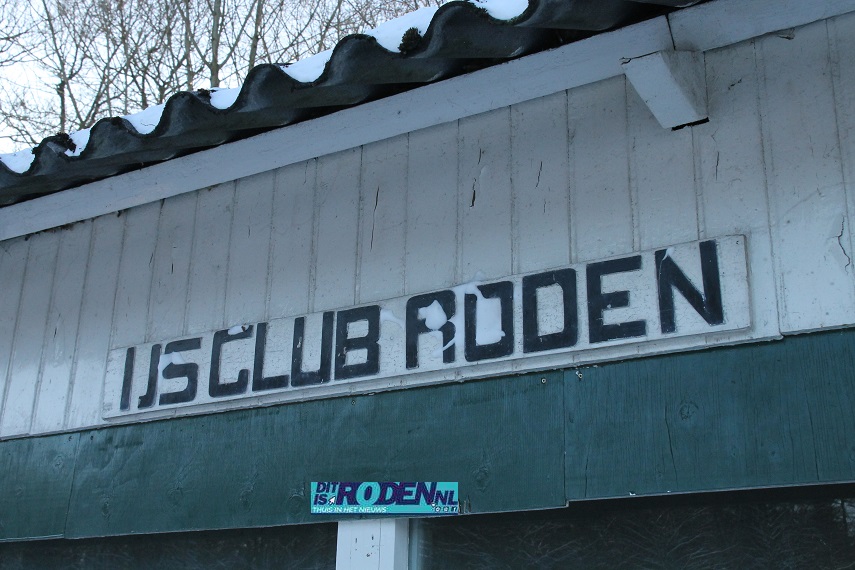 IJSCLUB RODEN
DIT
IS RODEN.NL
THUIS IN HET NIEUWS